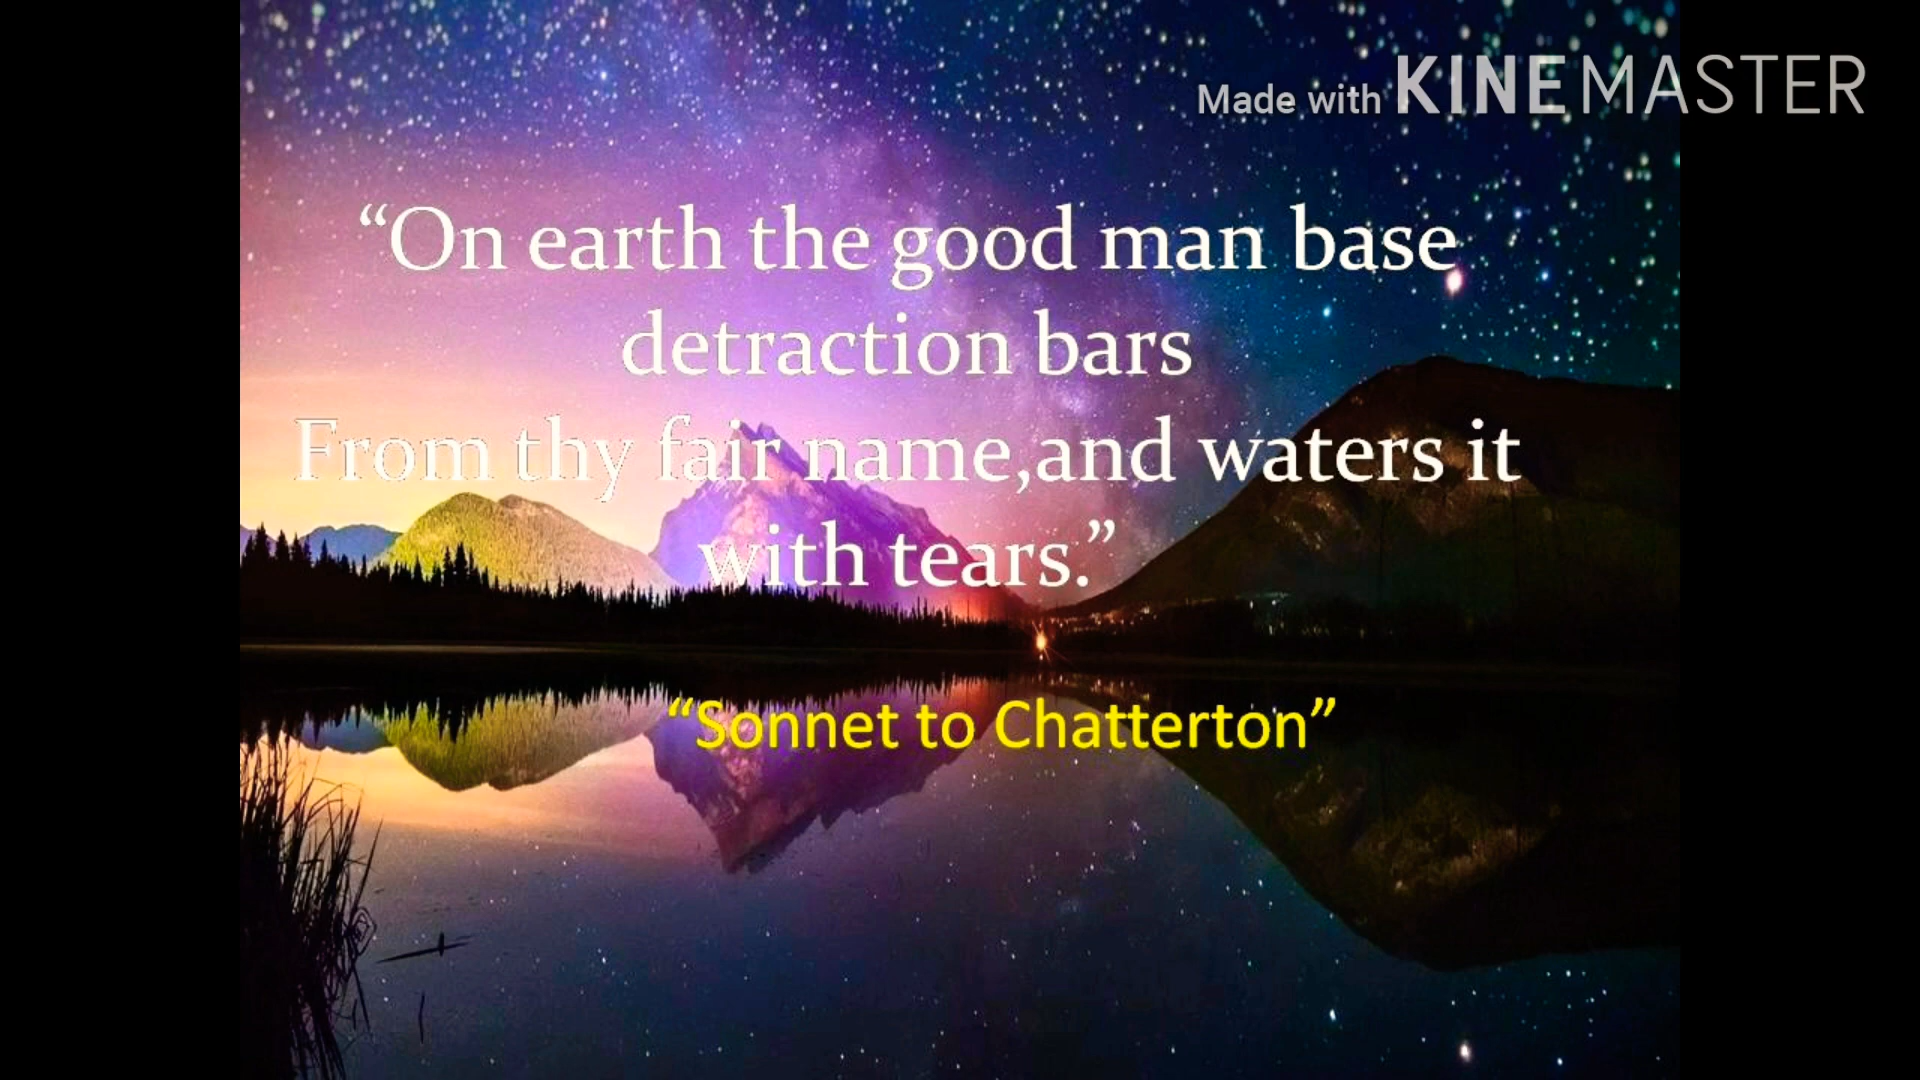 Made with KINEMASTER
“On earth the good man base
detraction bars
From thy fair name,and waters it
with tears.”
“Sonnet to Chatterton”